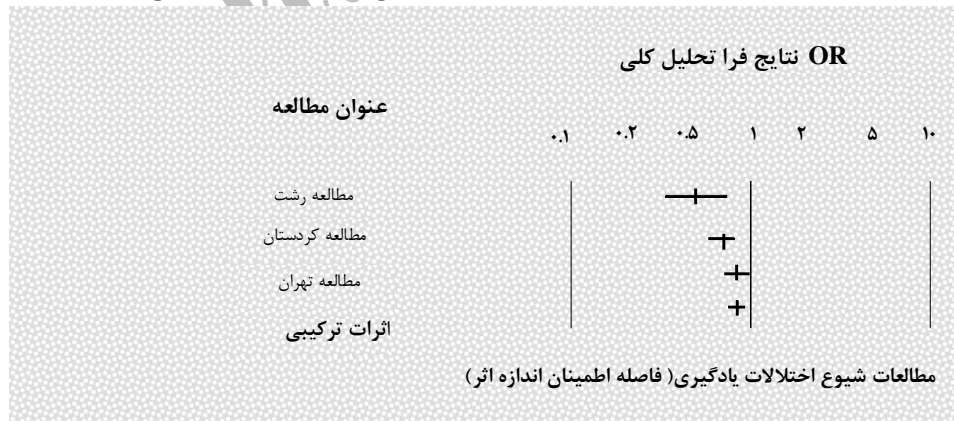 نتایج فرا تحلیل کلی OR
عنوان مطالعه
۰.۱ ۰.۲ ۰.۵ ۱ ۲ ۵ ۱۰
مطالعه رشت
مطالعه کردستان
مطالعه تهران
اثرات ترکیبی
مطالعات شیوع اختلالات یادگیری( فاصله اطمینان اندازه اثر)